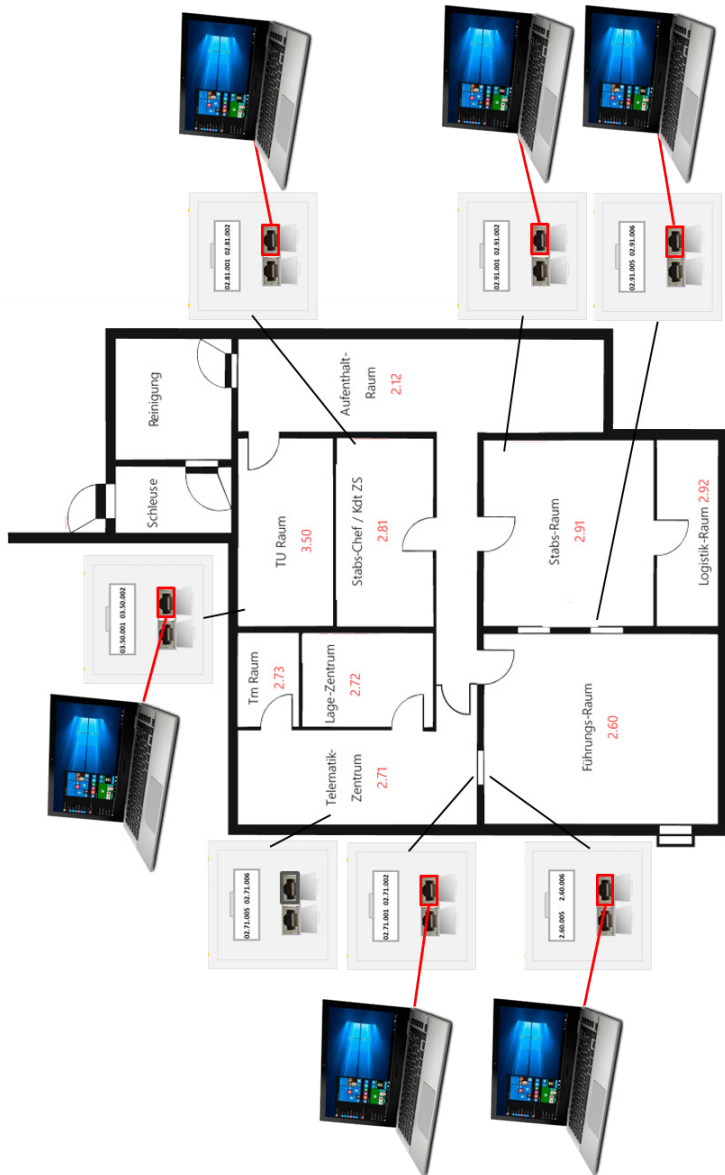 02.81.001 02.81.002
02.91.001 02.91.002
02.91.005 02.91.006
Reinigung
Schleuse
Aufenthalt-
Raum
2.12
TU Raum
3.50
Stabs-Chef / Kdt ZS
2.81
Stabs-Raum
2.91
Logistik-Raum
2.92
03.50.001 03.50.002
Tm Raum
2.73
Lage-Zentrum
2.72
Telematik-
Zentrum
2.71
Führungs-Raum
2.60
02.71.005 02.71.006
02.71.001 02.71.002
2.60.005 2.60.006